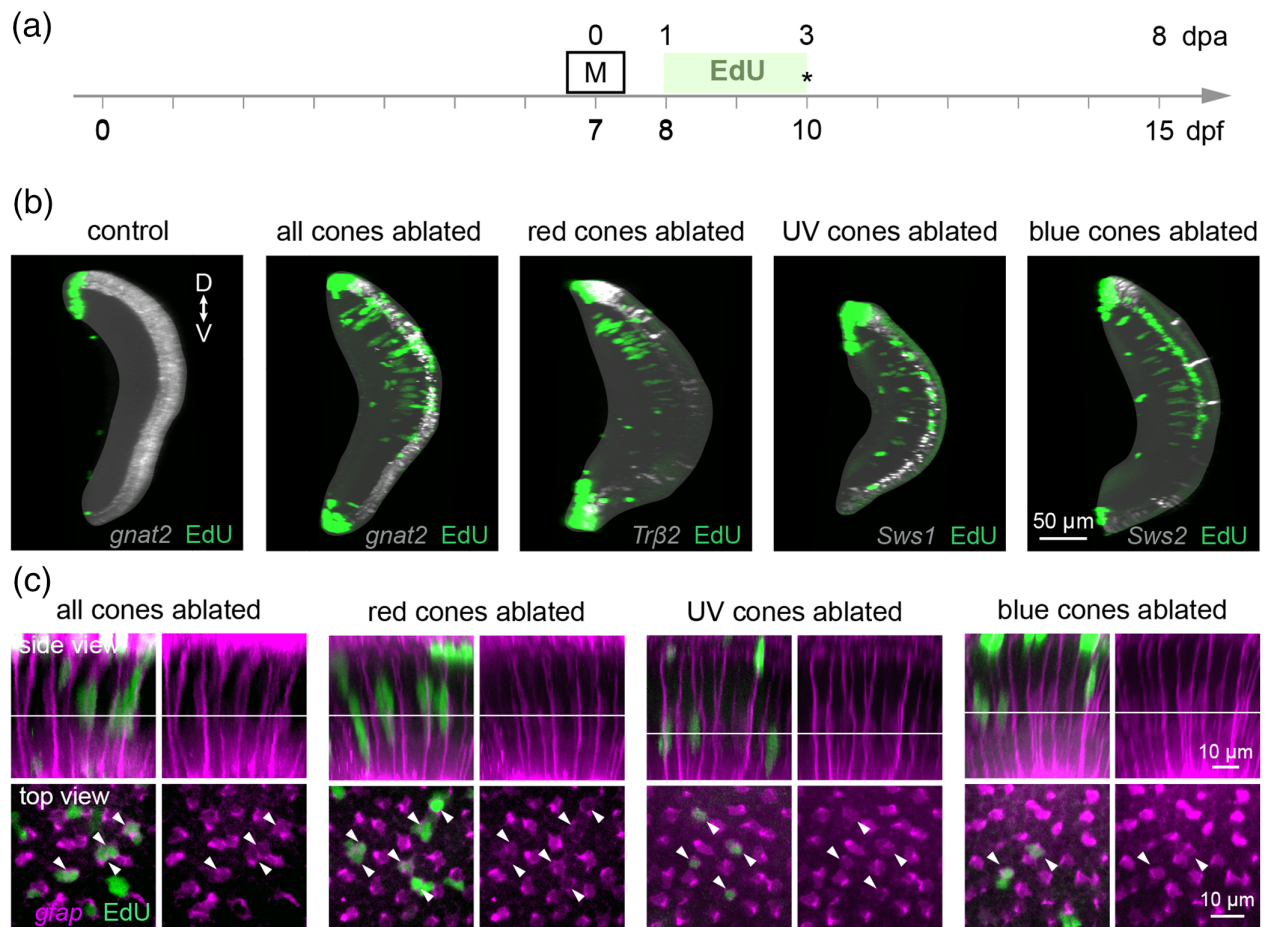 (a)
0 1 3 8 dpa
M EdU *
0 7 8 10 15 dpf
(b)
control all cones ablated red cones ablated UV cones ablated blue cones ablated
D
V
50 µm
gnat2 EdU gnat2 EdU Trβ2 EdU Sws1 EdU Sws2 EdU
(c)
all cones ablated red cones ablated UV cones ablated blue cones ablated
side view
10 µm
top view
gfap EdU 10 µm